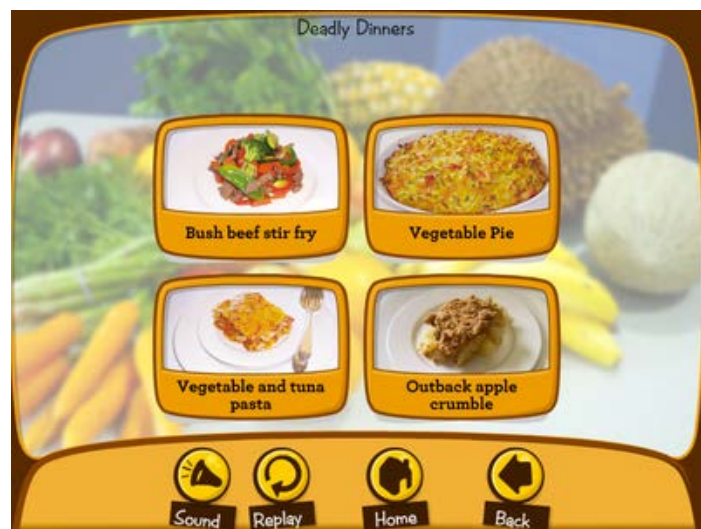 Deadly Dinners
Bush beef stir fry
Vegetable Pie
Vegetable and tuna
pasta
Outback apple
crumble
Sound
Replay
Home
Back